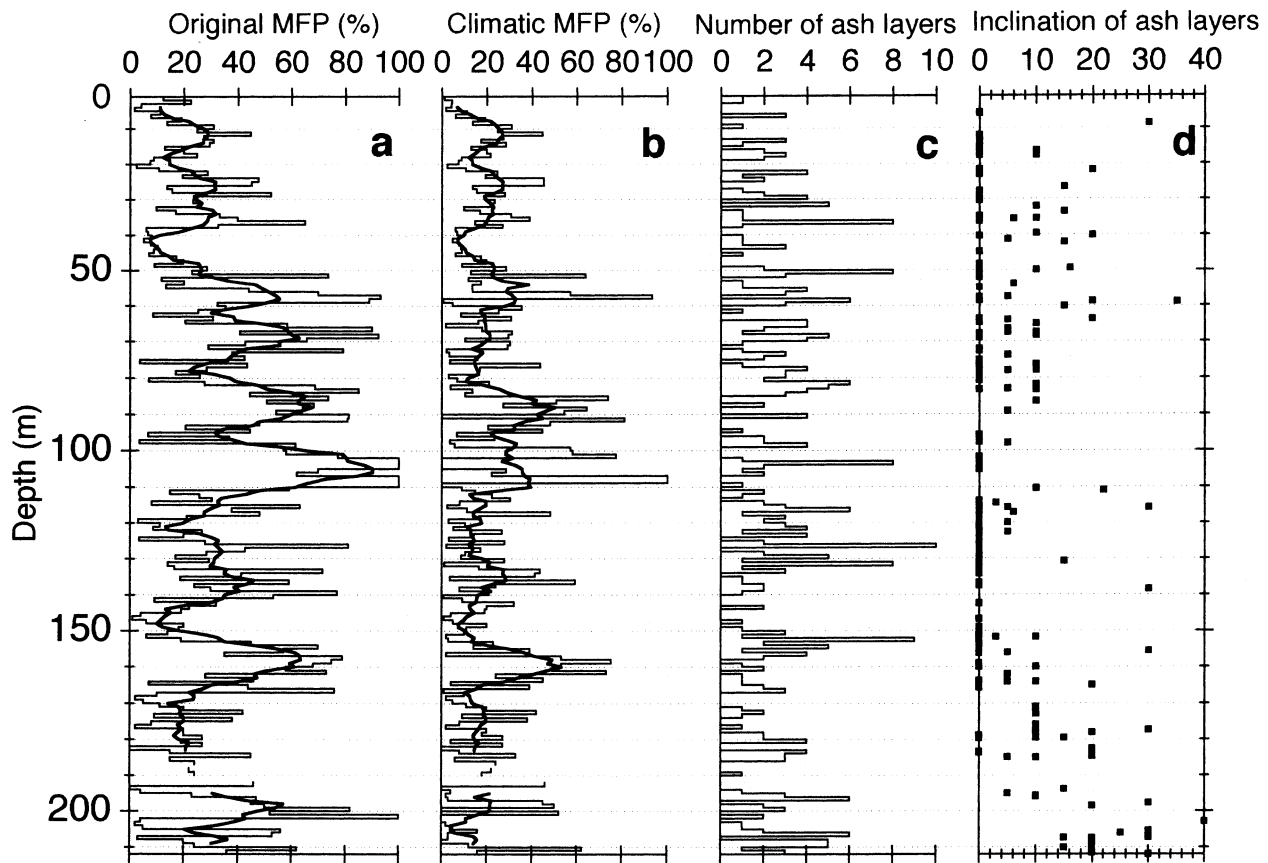 Original MFP (%) Climatic MFP (%) Number of ash layers Inclination of ash layers
0 20 40 60 80 100 0 20 40 60 80 100 0 2 4 6 8 10 0 10 20 30 40
0
a b c d
50
100
Depth (m)
150
200